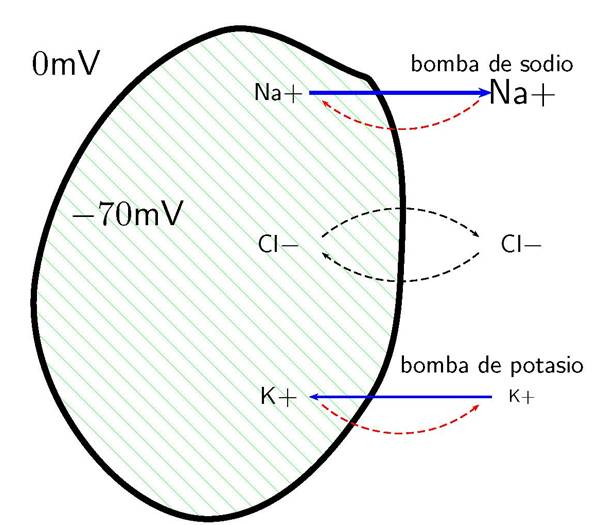 0mV
bomba de sodio
Na+
Na+
−70mV
Cl−
Cl−
bomba de potasio
K+
K+